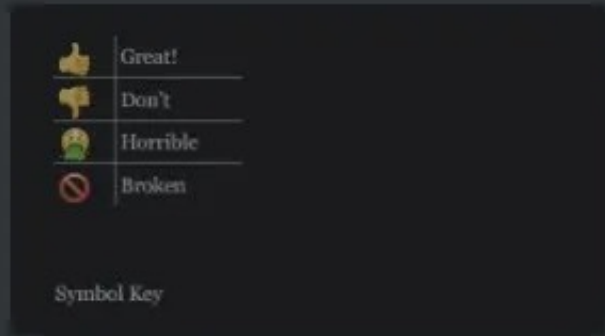 👍 Great!
👎 Don't
🤮 Horrible
🚫 Broken
Symbol Key